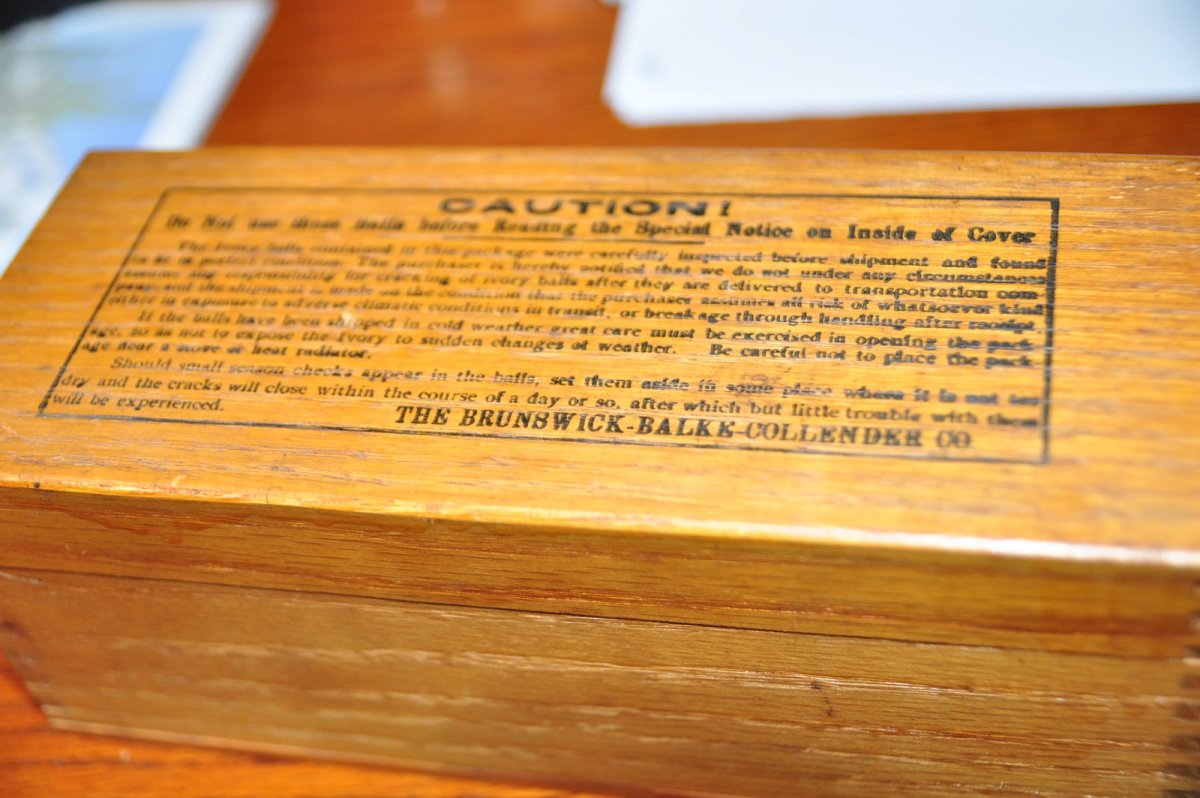 CAUTION!
Do Not use these Balls before Reading the Special Notice on Inside of Cover
The Ivory balls contained in this package were carefully inspected before shipment and found
to be in perfect condition. The purchaser is hereby notified that we do not under any circumstances
assume any responsibility for cracking of ivory balls after they are delivered to transportation com-
pany and the shipment is made on the condition that the purchaser assumes all risk of whatsoever kind
either in exposure to adverse climatic conditions in transit, or breakage through handling after receipt.
If the balls have been shipped in cold weather great care must be exercised in opening the pack-
age, so as not to expose the Ivory to sudden changes of weather. Be careful not to place the pack-
age near a stove or heat radiator.
Should small season checks appear in the balls, set them aside in some place where it is not too
dry and the cracks will close within the course of a day or so, after which but little trouble with them
will be experienced.
THE BRUNSWICK-BALKE-COLLENDER CO